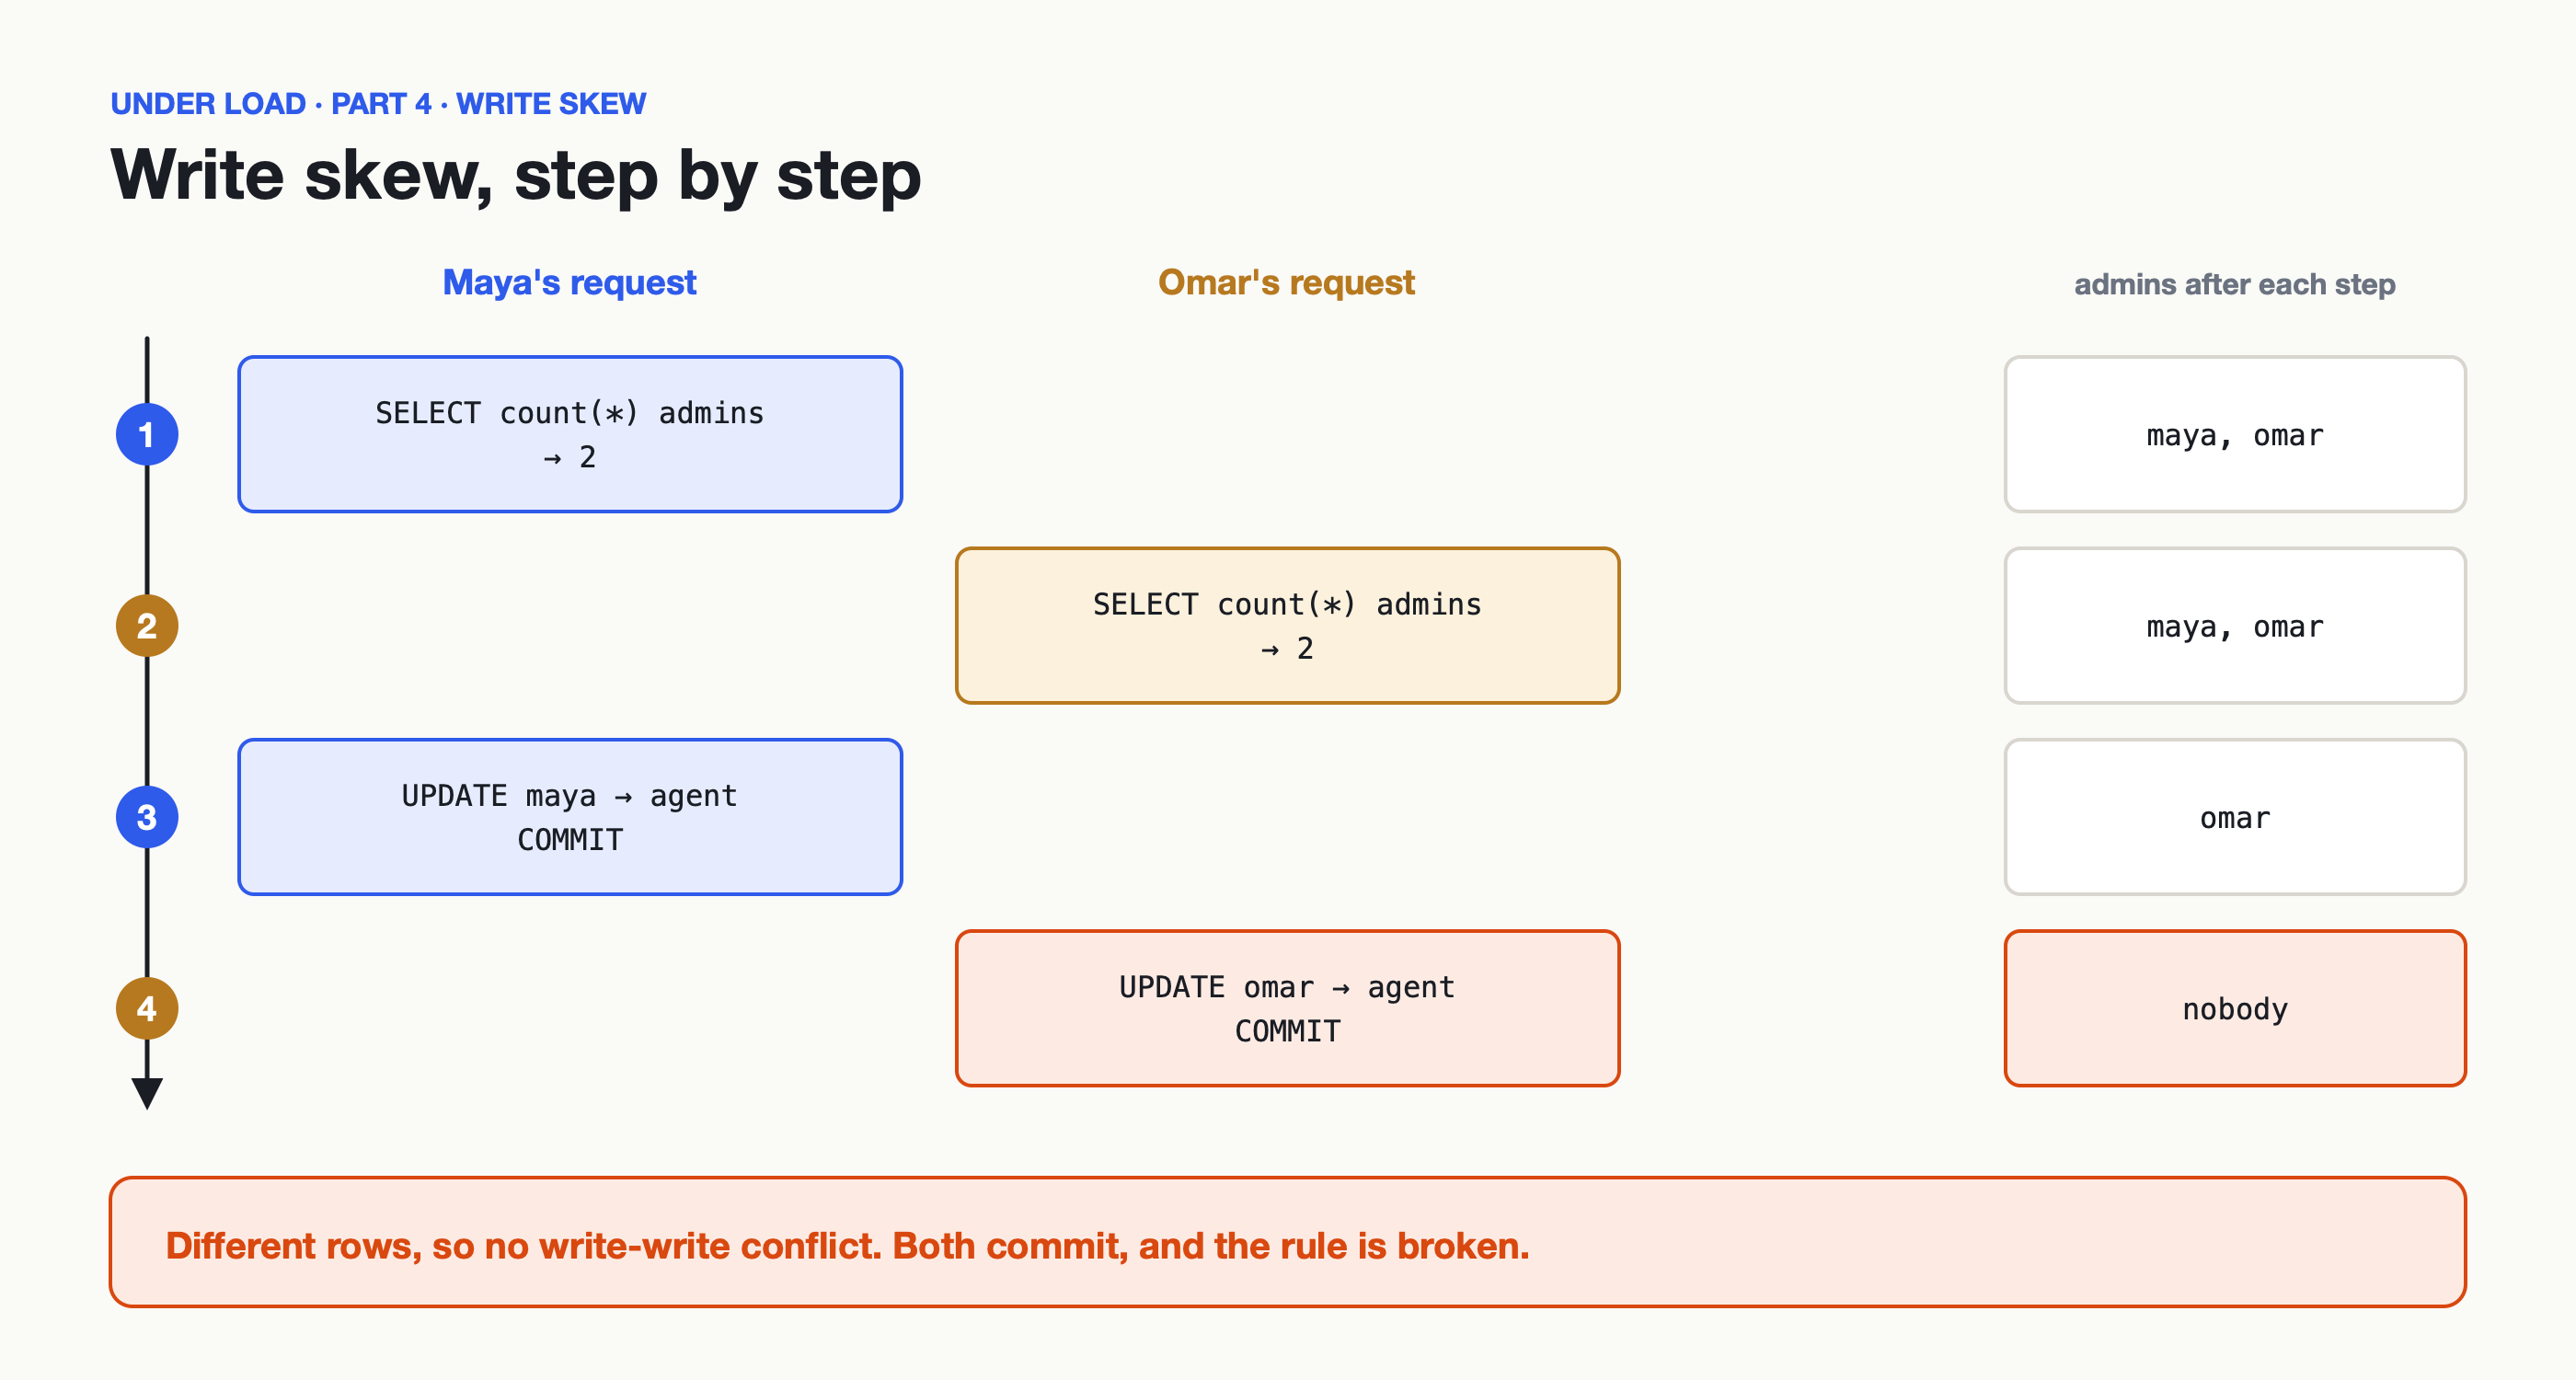 UNDER LOAD · PART 4 · WRITE SKEW
Write skew, step by step
Maya's request
Omar's request
admins after each step
1
SELECT count(*) admins
→ 2
maya, omar
2
SELECT count(*) admins
→ 2
maya, omar
3
UPDATE maya → agent
COMMIT
omar
4
UPDATE omar → agent
COMMIT
nobody
Different rows, so no write-write conflict. Both commit, and the rule is broken.